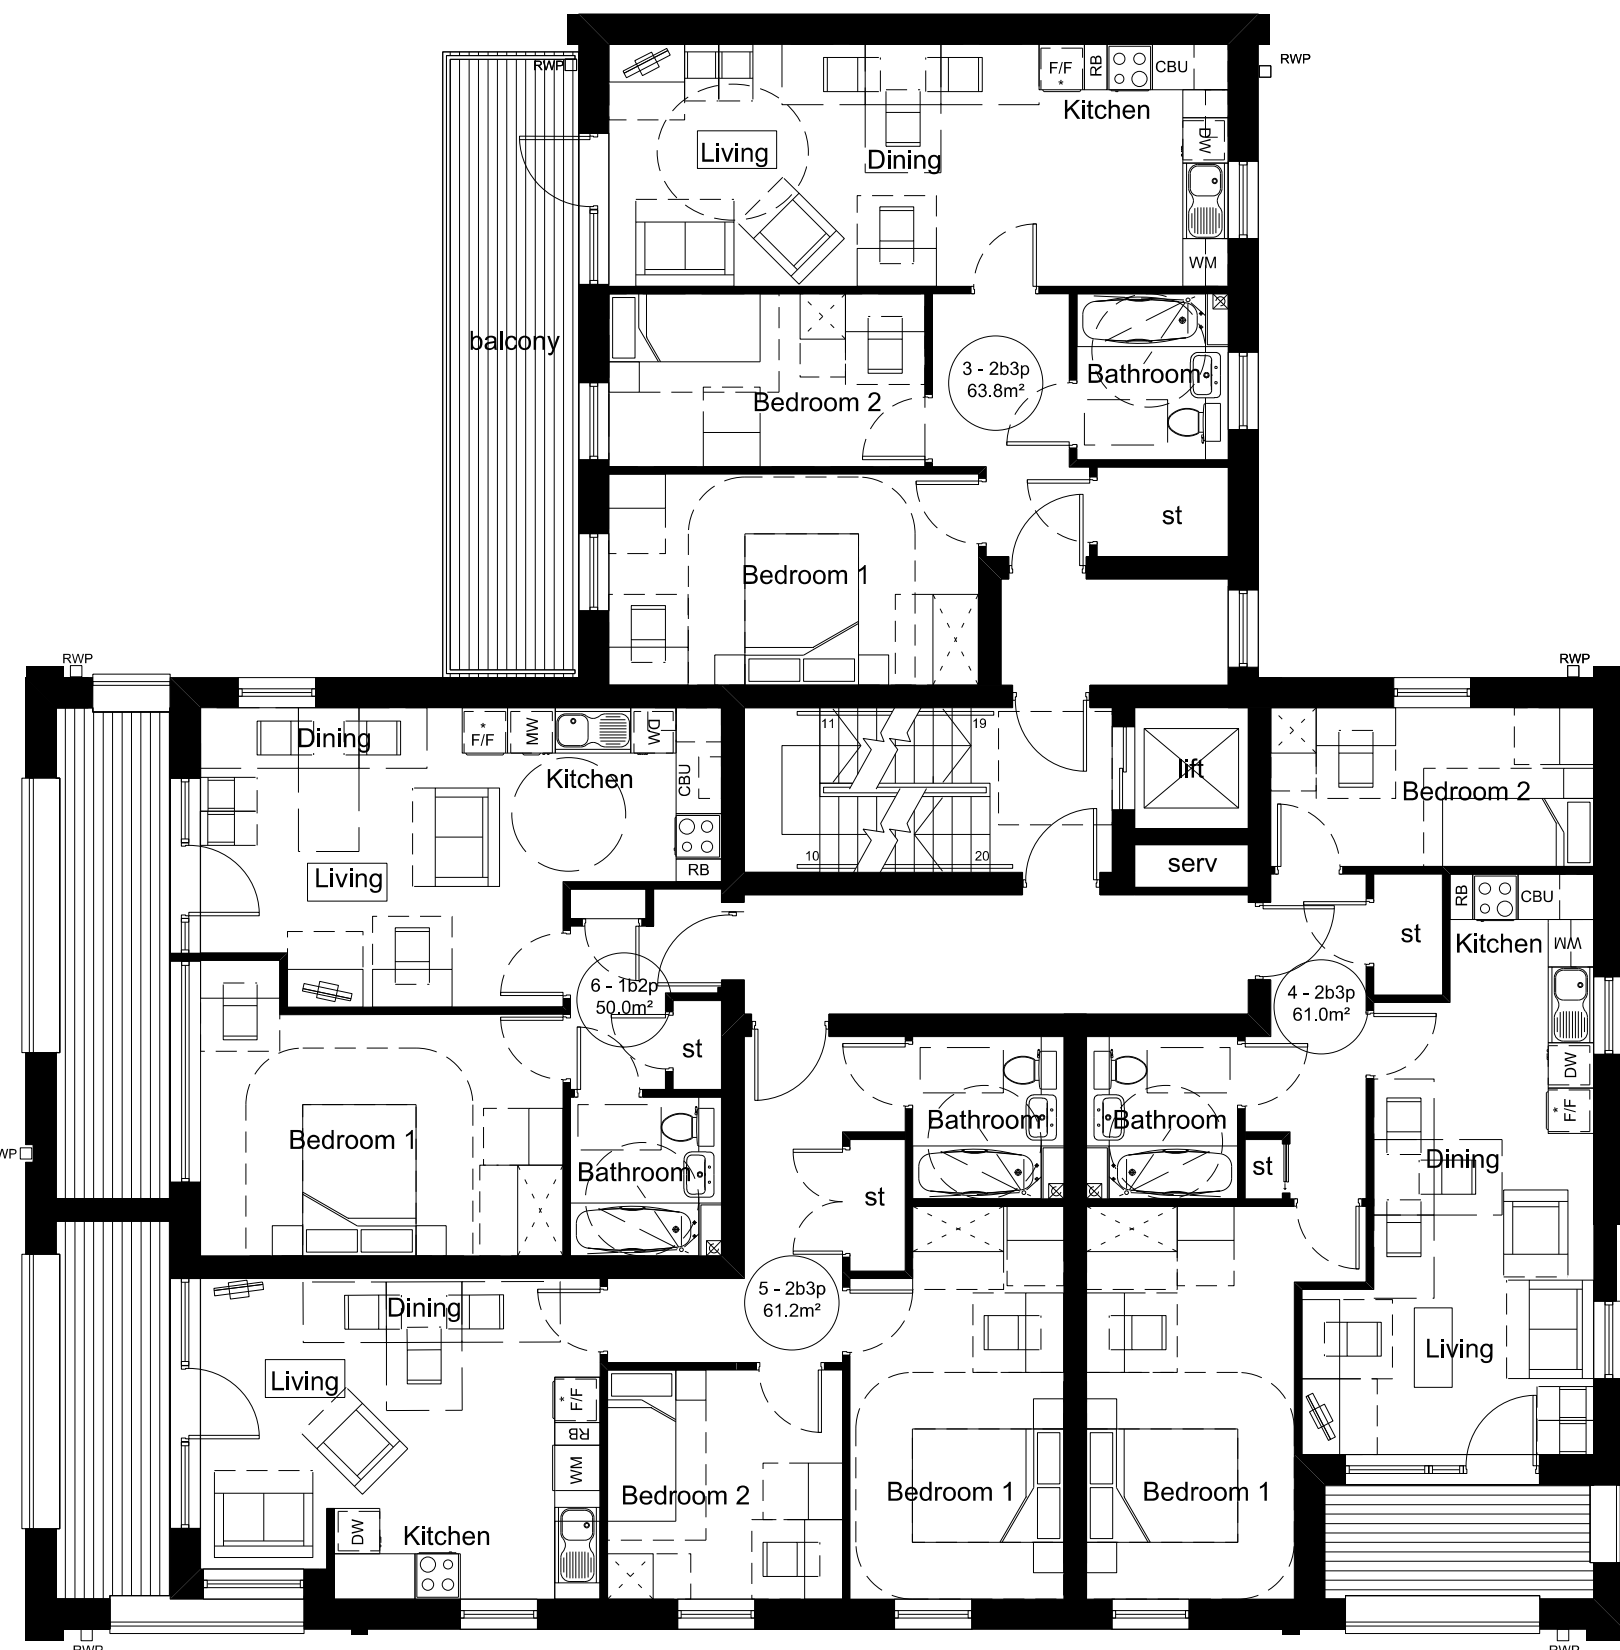 RWP
RWP
F/F
*
RB
CBU
Kitchen
Living
Dining
DW
WM
balcony
3 - 2b3p
63.8m²
Bathroom
Bedroom 2
st
Bedroom 1
RWP
RWP
Dining
*
F/F
MW
DW
11
19
Kitchen
CBU
lift
Bedroom 2
10
20
RB
serv
Living
RB
CBU
st
Kitchen
WM
6 - 1b2p
50.0m²
4 - 2b3p
61.0m²
st
DW
*
F/F
Bedroom 1
Bathroom
Bathroom
Bathroom
WP
st
st
Dining
Dining
5 - 2b3p
61.2m²
Living
Living
*
F/F
RB
WM
Bedroom 2
Bedroom 1
Bedroom 1
DW
Kitchen
RWP
RWP